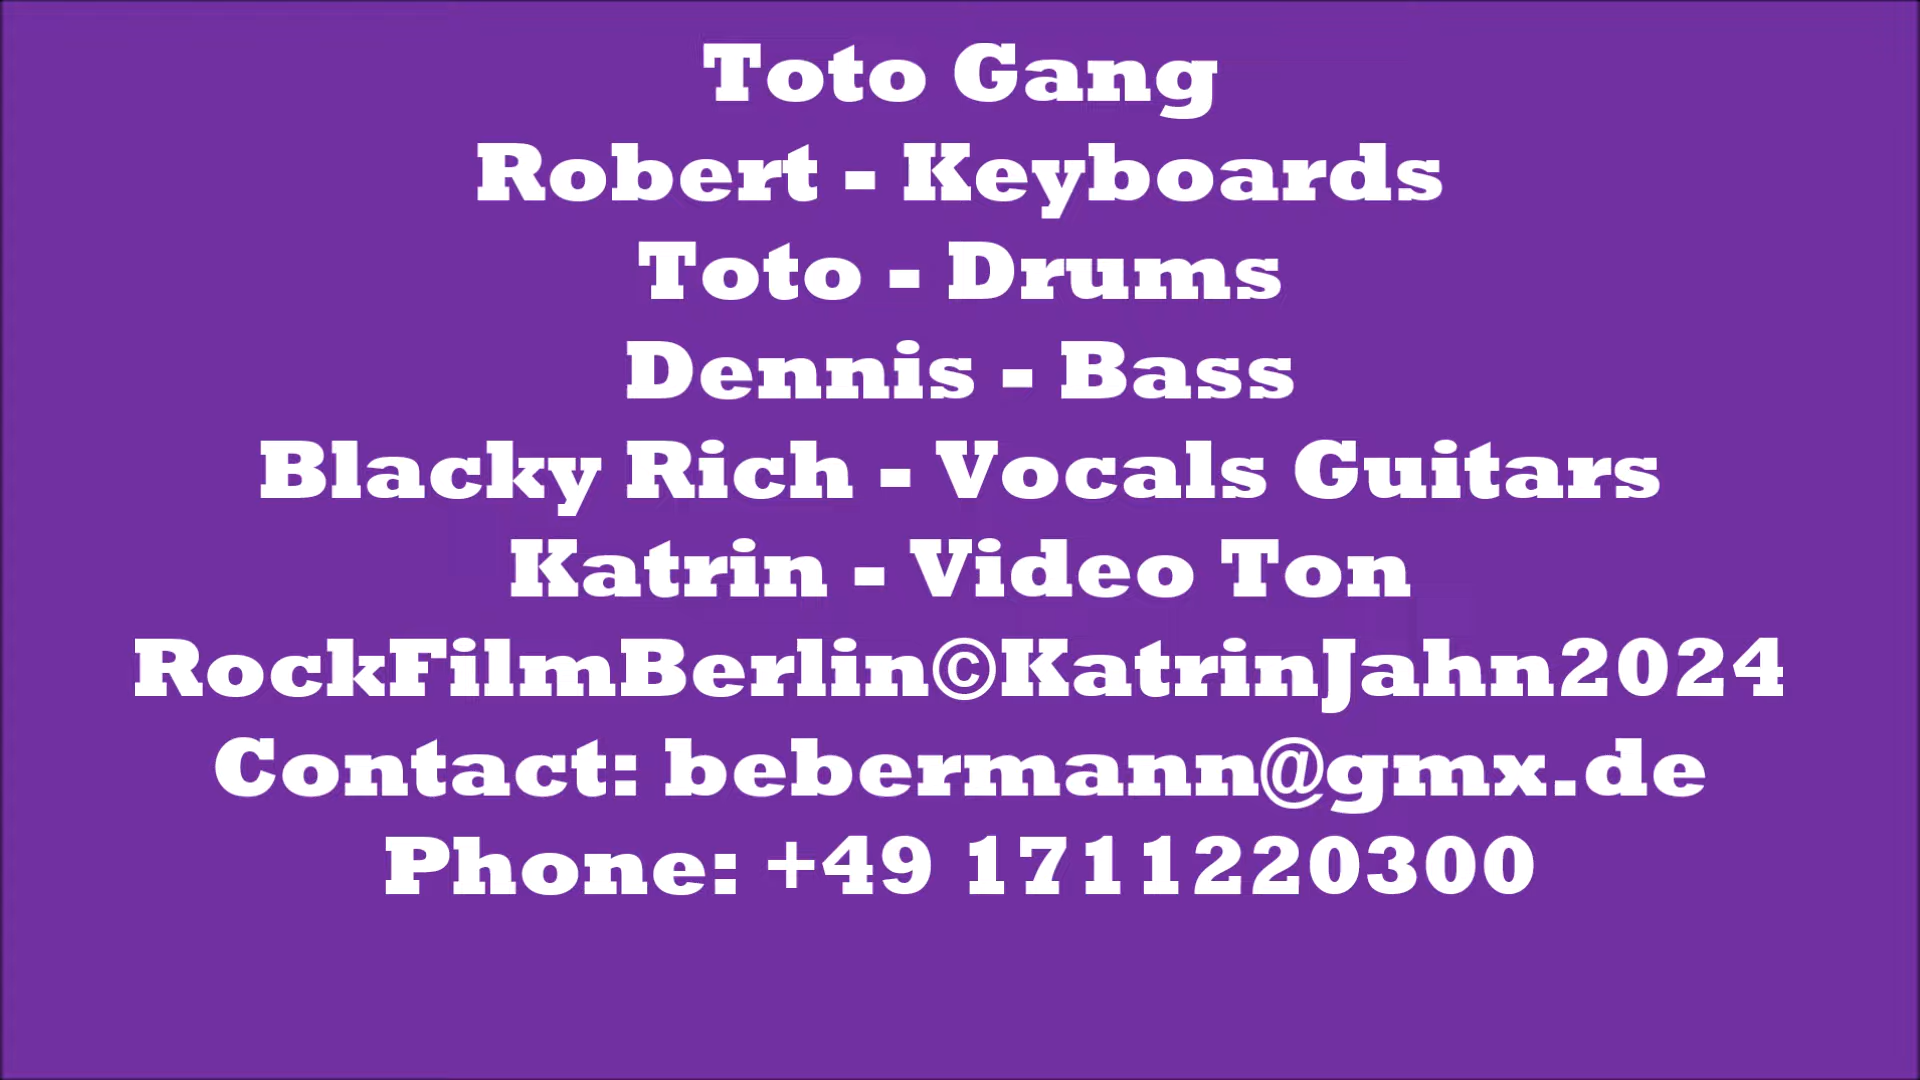 Toto Gang
Robert - Keyboards
Toto - Drums
Dennis - Bass
Blacky Rich - Vocals Guitars
Katrin - Video Ton
RockFilmBerlin©KatrinJahn2024
Contact: bebermann@gmx.de
Phone: +49 1711220300